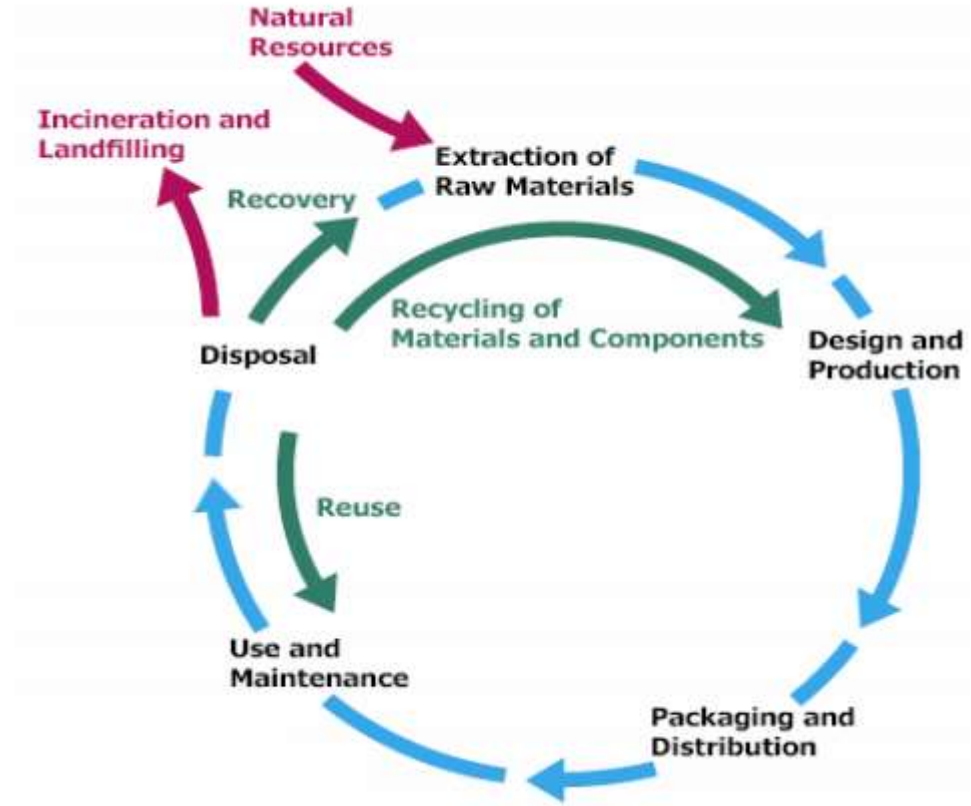 Natural
Resources
Incineration and
Landfilling
Extraction of
Raw Materials
Recovery
Recycling of
Materials and Components
Disposal
Design and
Production
Reuse
Use and
Maintenance
Packaging and
Distribution